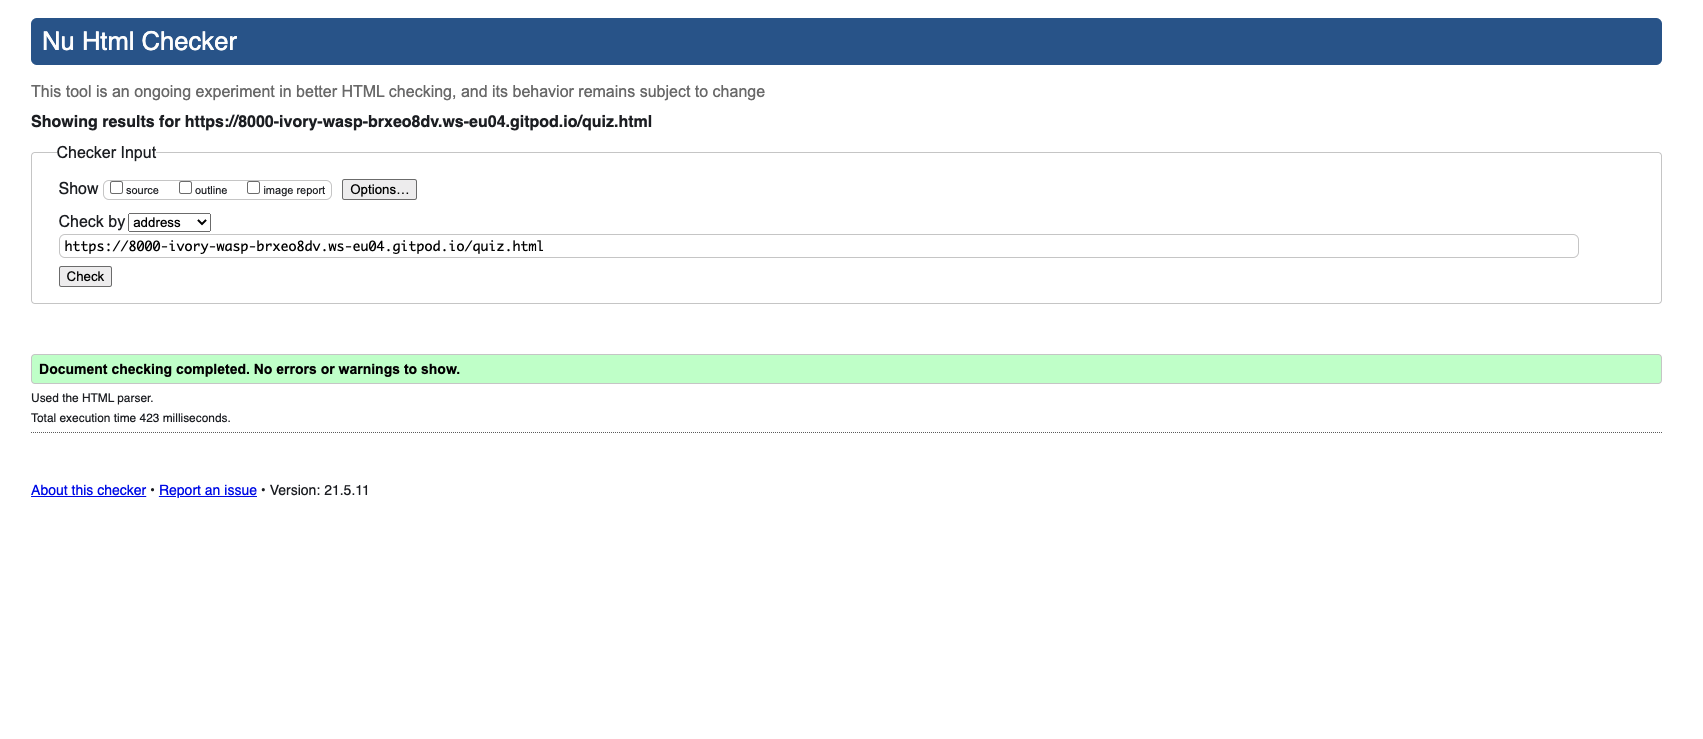 Nu Html Checker
This tool is an ongoing experiment in better HTML checking, and its behavior remains subject to change
Showing results for https://8000-ivory-wasp-brxeo8dv.ws-eu04.gitpod.io/quiz.html
Checker Input
Show source outline image report Options...
Check by address
https://8000-ivory-wasp-brxeo8dv.ws-eu04.gitpod.io/quiz.html
Check
Document checking completed. No errors or warnings to show.
Used the HTML parser.
Total execution time 423 milliseconds.
About this checker • Report an issue • Version: 21.5.11